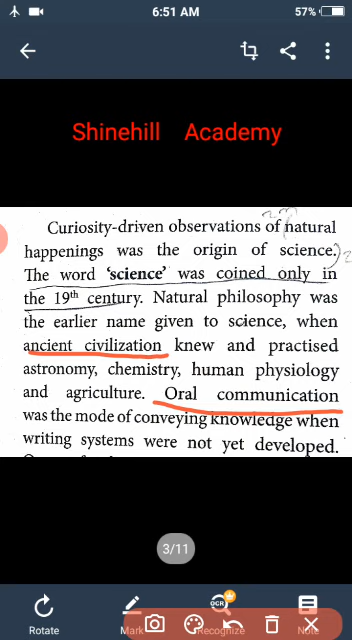 6:51 AM
57%
Shinehill Academy
Curiosity-driven observations of natural
happenings was the origin of science.
The word ‘science’ was coined only in
the 19th century. Natural philosophy was
the earlier name given to science, when
ancient civilization knew and practised
astronomy, chemistry, human physiology
and agriculture. Oral communication
was the mode of conveying knowledge when
writing systems were not yet developed.
3/11
OCR
Rotate
Mark
Recognize
Note